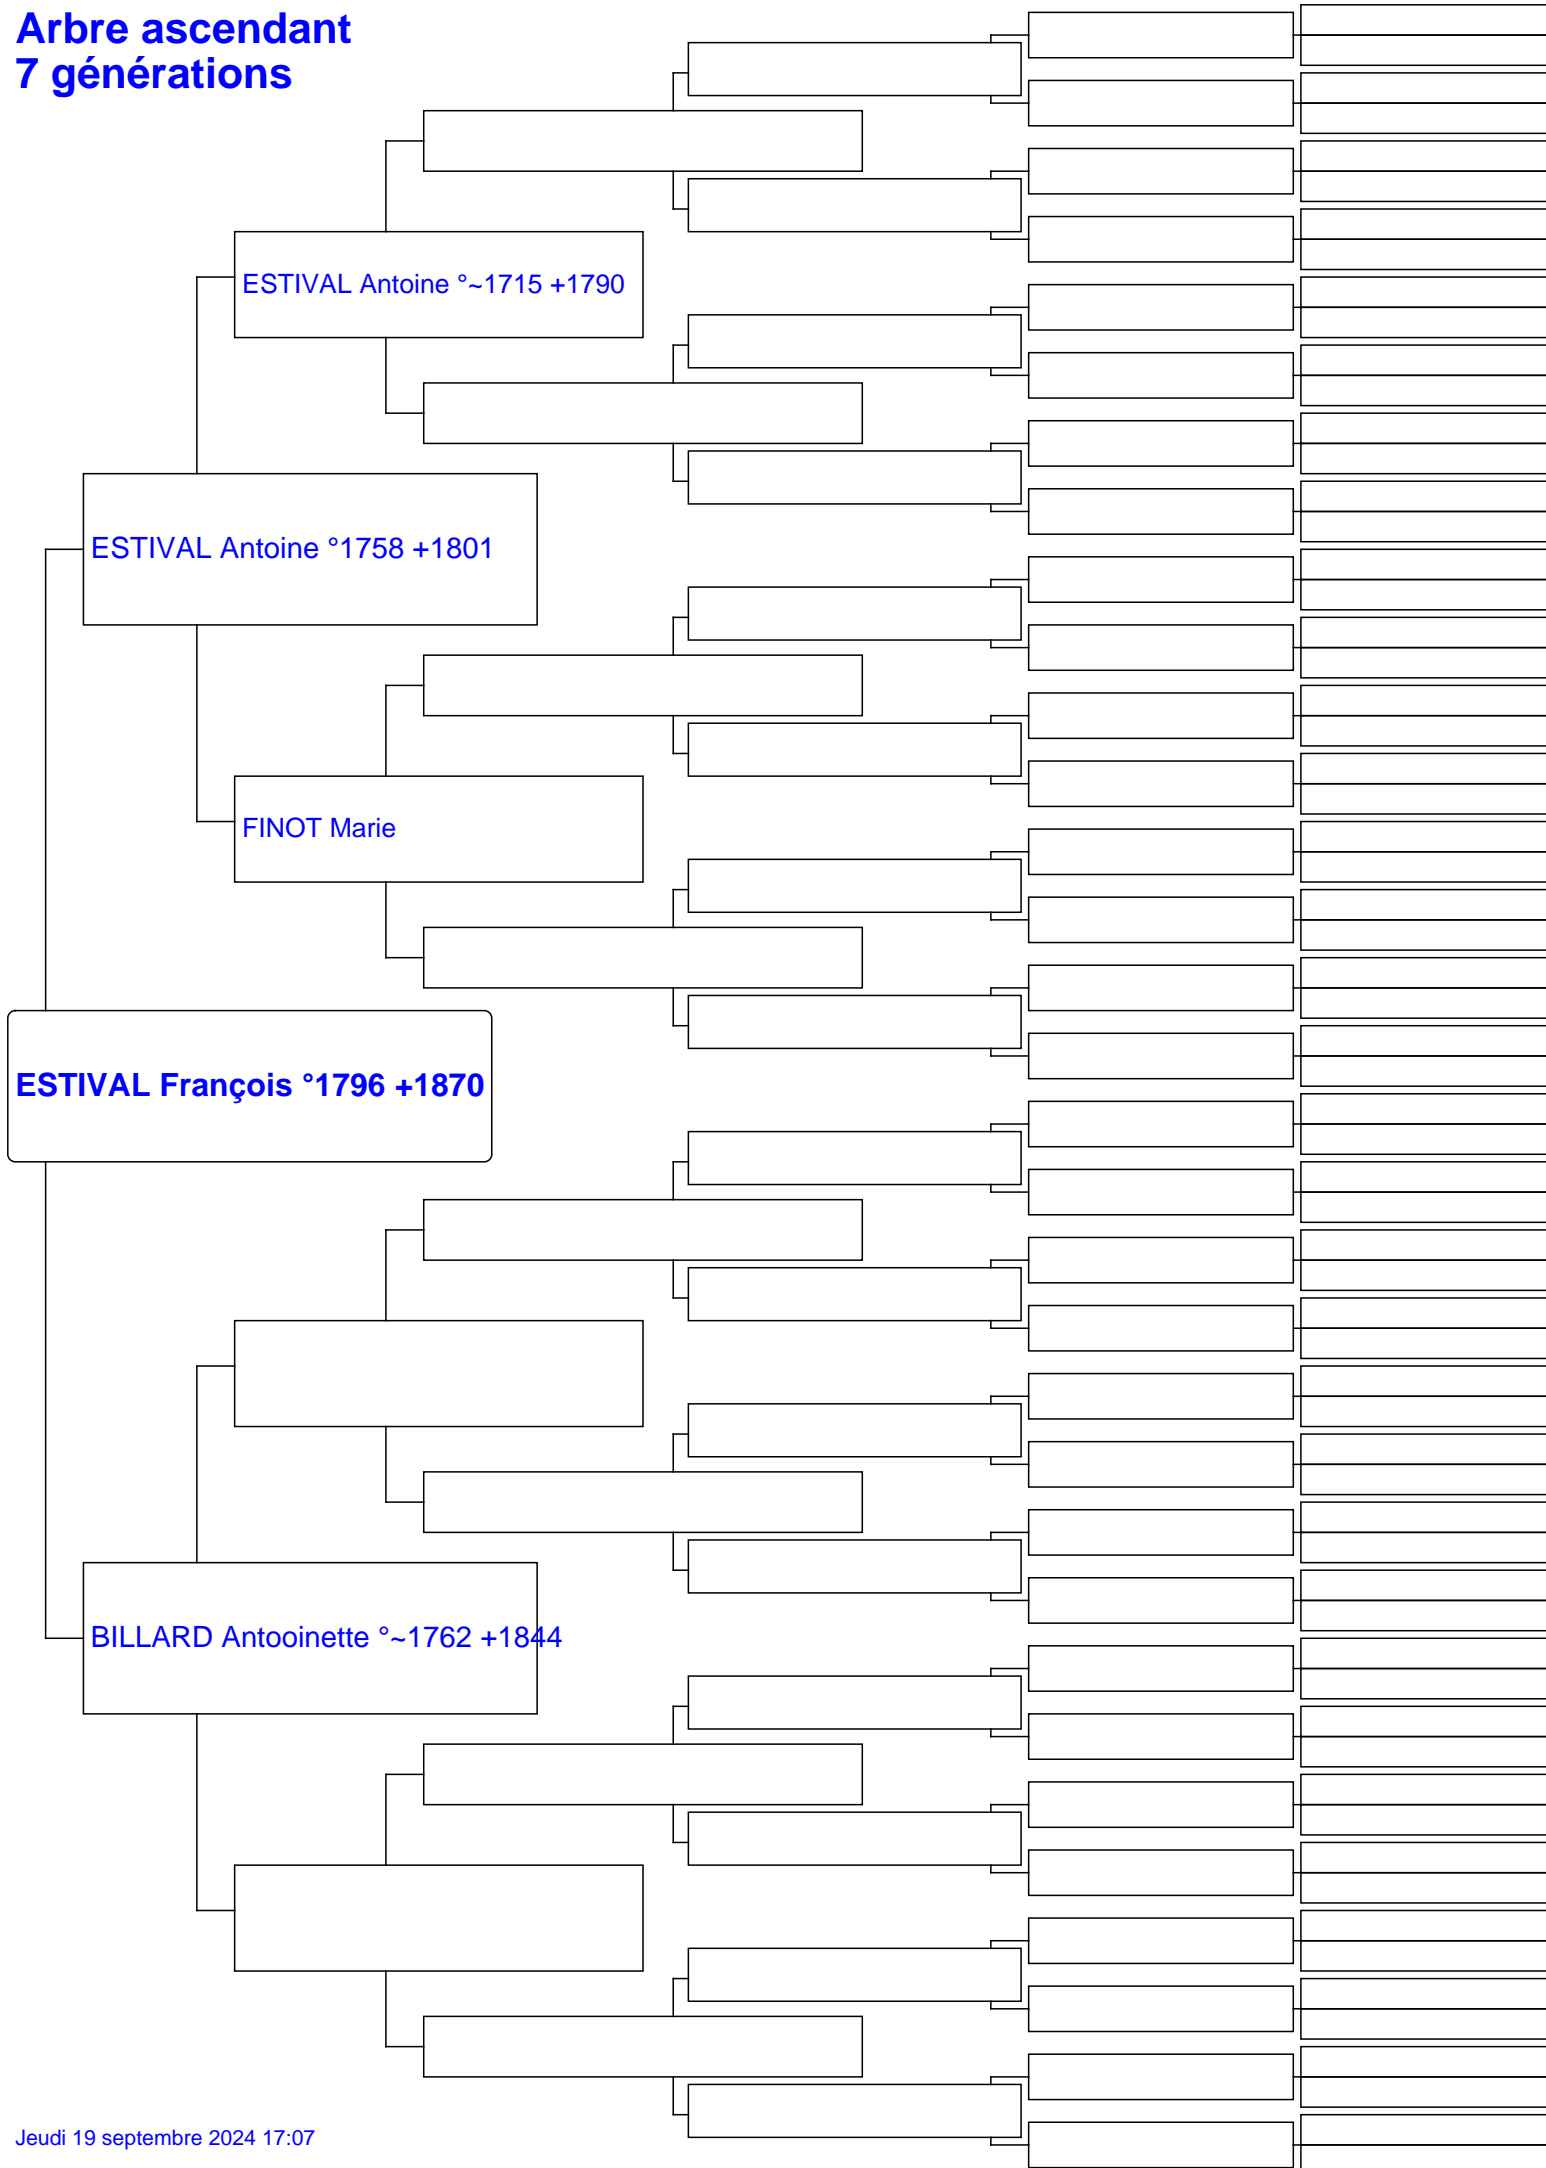 Arbre ascendant
7 générations
ESTIVAL Antoine °~1715 +1790
ESTIVAL Antoine °1758 +1801
FINOT Marie
ESTIVAL François °1796 +1870
BILLARD Antooinette °~1762 +1844
Jeudi 19 septembre 2024 17:07